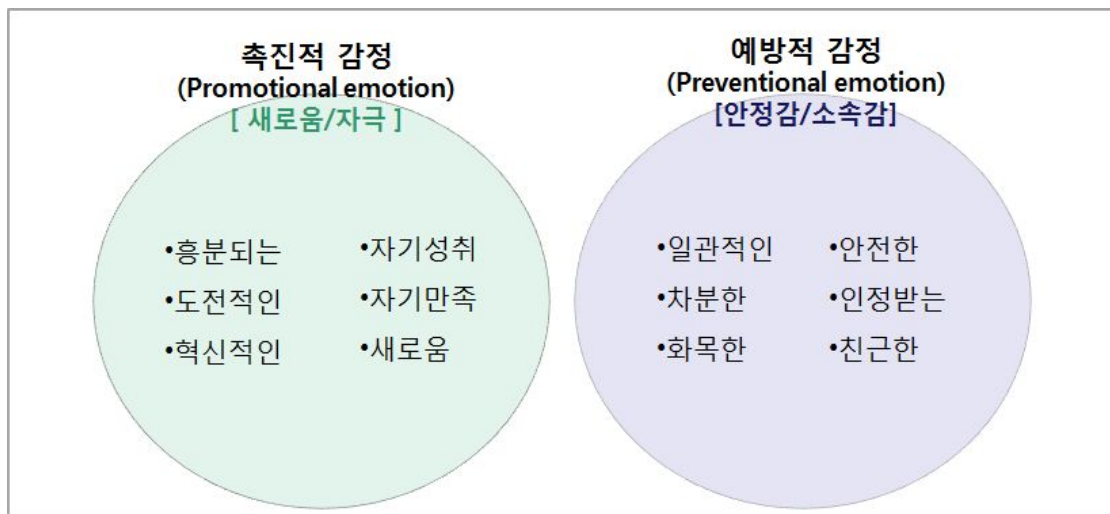 촉진적 감정
(Promotional emotion)
[ 새로움/자극 ]
•흥분되는
•자기성취
•도전적인
•자기만족
•혁신적인
•새로움
예방적 감정
(Preventional emotion)
[안정감/소속감]
•일관적인
•안전한
•차분한
•인정받는
•화목한
•친근한